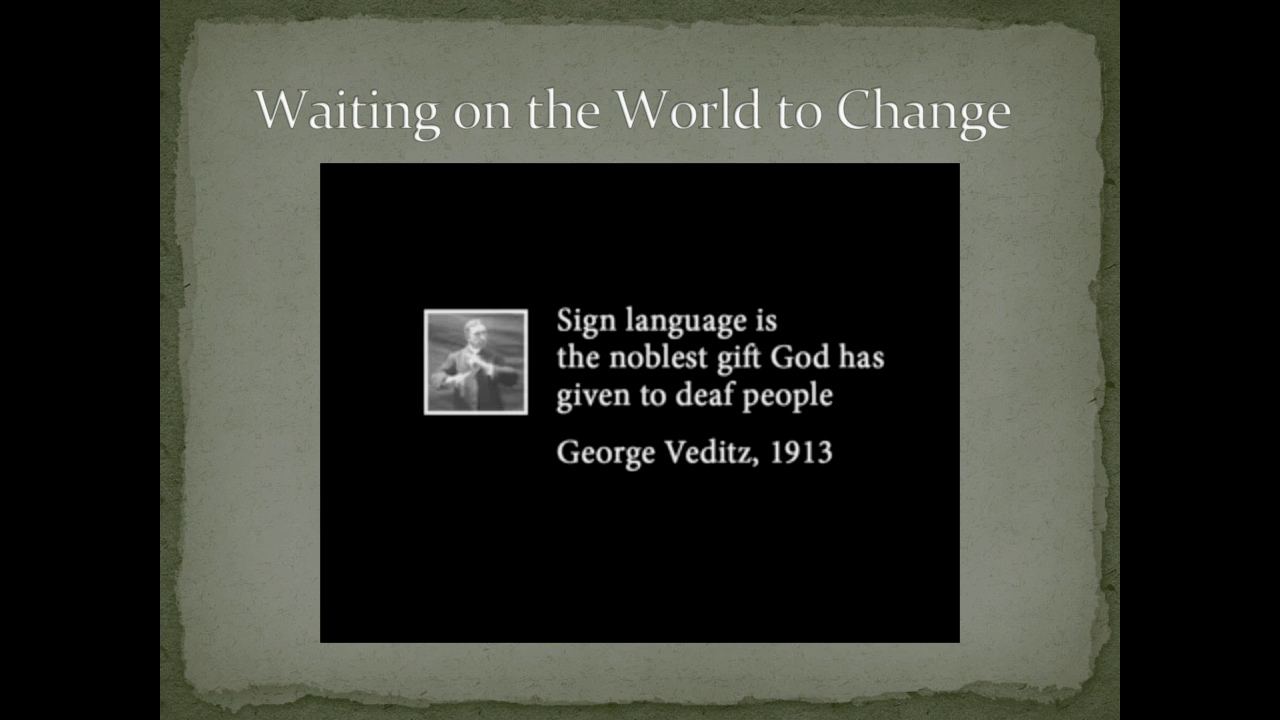 Waiting on the World to Change
Sign language is
the noblest gift God has
given to deaf people
George Veditz, 1913